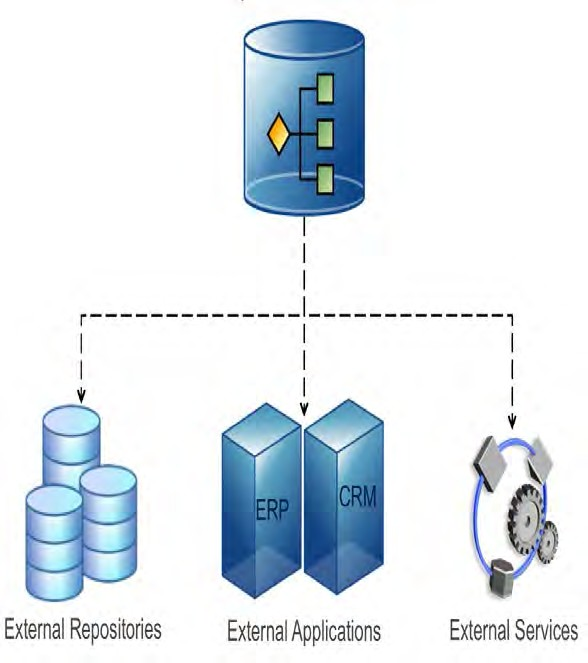 ERP
CRM
External Repositories
External Applications
External Services